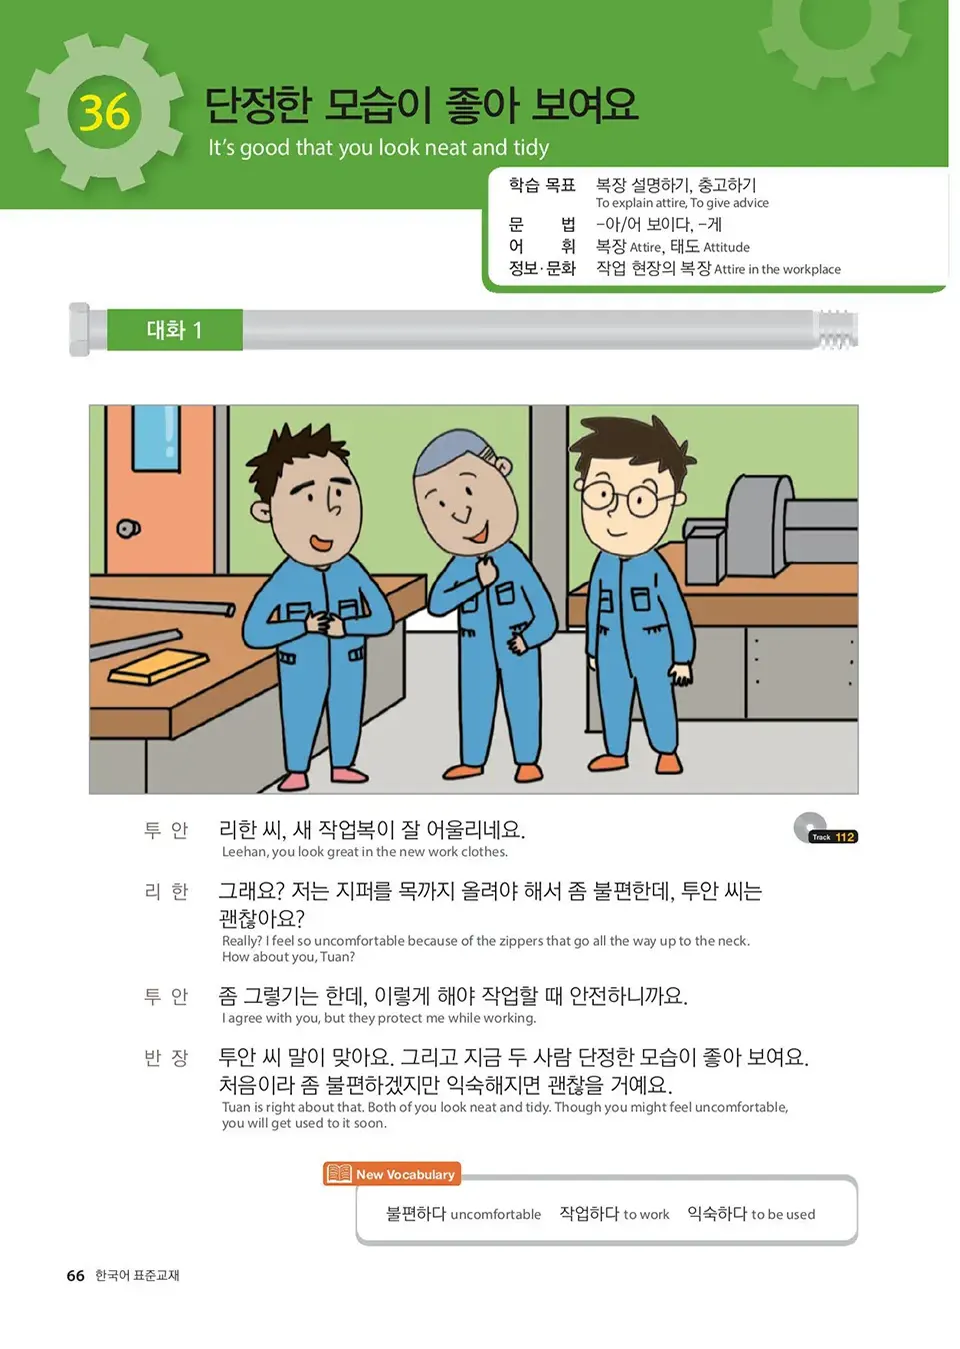 36
단정한 모습이 좋아 보여요
It's good that you look neat and tidy
학습 목표 복장 설명하기, 충고하기
To explain attire, To give advice
문 법 -아/어 보이다, -게
어 휘 복장 Attire, 태도 Attitude
정보·문화 작업 현장의 복장 Attire in the workplace
대화 1
투 안 리한 씨, 새 작업복이 잘 어울리네요.
Leehan, you look great in the new work clothes.
Track 112
리 한 그래요? 저는 지퍼를 목까지 올려야 해서 좀 불편한데, 투안 씨는
괜찮아요?
Really? I feel so uncomfortable because of the zippers that go all the way up to the neck.
How about you, Tuan?
투 안 좀 그렇기는 한데, 이렇게 해야 작업할 때 안전하니까요.
I agree with you, but they protect me while working.
반 장 투안 씨 말이 맞아요. 그리고 지금 두 사람 단정한 모습이 좋아 보여요.
처음이라 좀 불편하겠지만 익숙해지면 괜찮을 거예요.
Tuan is right about that. Both of you look neat and tidy. Though you might feel uncomfortable,
you will get used to it soon.
New Vocabulary
불편하다 uncomfortable 작업하다 to work 익숙하다 to be used
66 한국어 표준교재